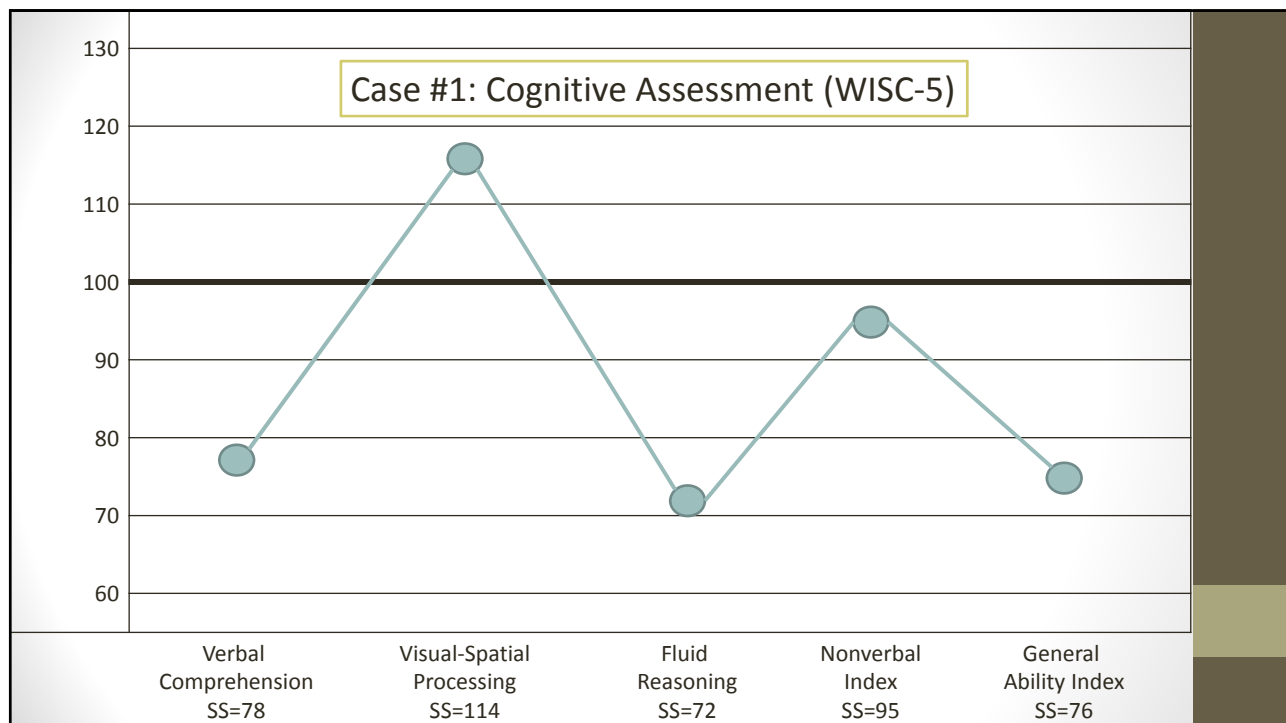 130
Case #1: Cognitive Assessment (WISC-5)
120
110
100
90
80
70
60
Verbal
Comprehension
SS=78
Visual-Spatial
Processing
SS=114
Fluid
Reasoning
SS=72
Nonverbal
Index
SS=95
General
Ability Index
SS=76